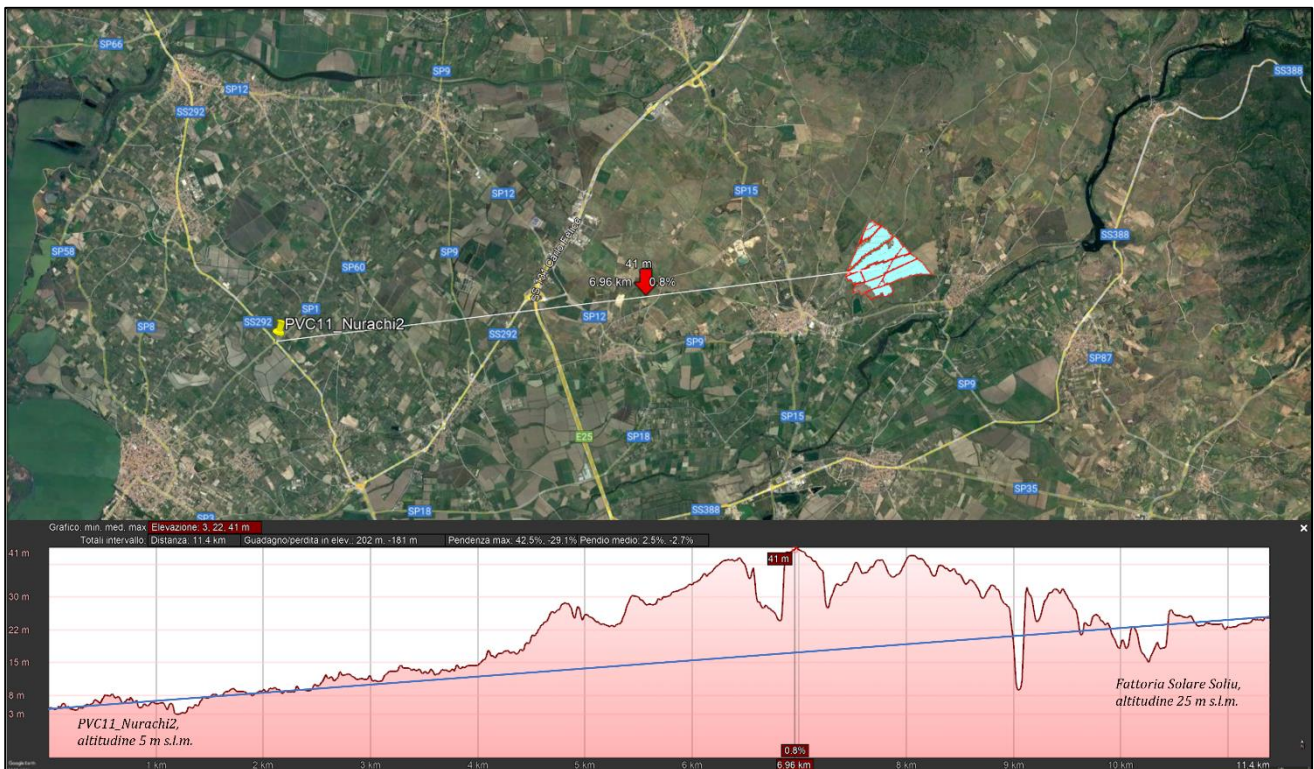 SP66
SS388
SP9
SP12
SS292
SP12
SP15
SS388
SP58
SP9
SP60
41 m
6.96 km 0.8%
SP1
SS292
PVC11_Nurachi2
SP8
SP12
SS292
SP9
SP87
SP9
SP15
E25
SP18
SP35
SS388
SP3
SP18
Grafico: min. med. max Elevazione: 3, 22, 41 m
Totali intervallo: Distanza: 11.4 km Guadagno/perdita in elev.: 202 m, -181 m Pendenza max: 42.5%, -29.1% Pendio medio: 2.5%, -2.7%
41 m
41 m
30 m
22 m
15 m
8 m
3 m
Fattoria Solare Soliu,
altitudine 25 m s.l.m.
PVC11_Nurachi2,
altitudine 5 m s.l.m.
0.8%
Google Earth
1 km 2 km 3 km 4 km 5 km 6 km 6.96 km 8 km 9 km 10 km 11.4 km